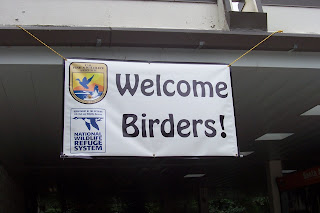 Welcome
Birders!
NATIONAL
WILDLIFE
REFUGE
SYSTEM